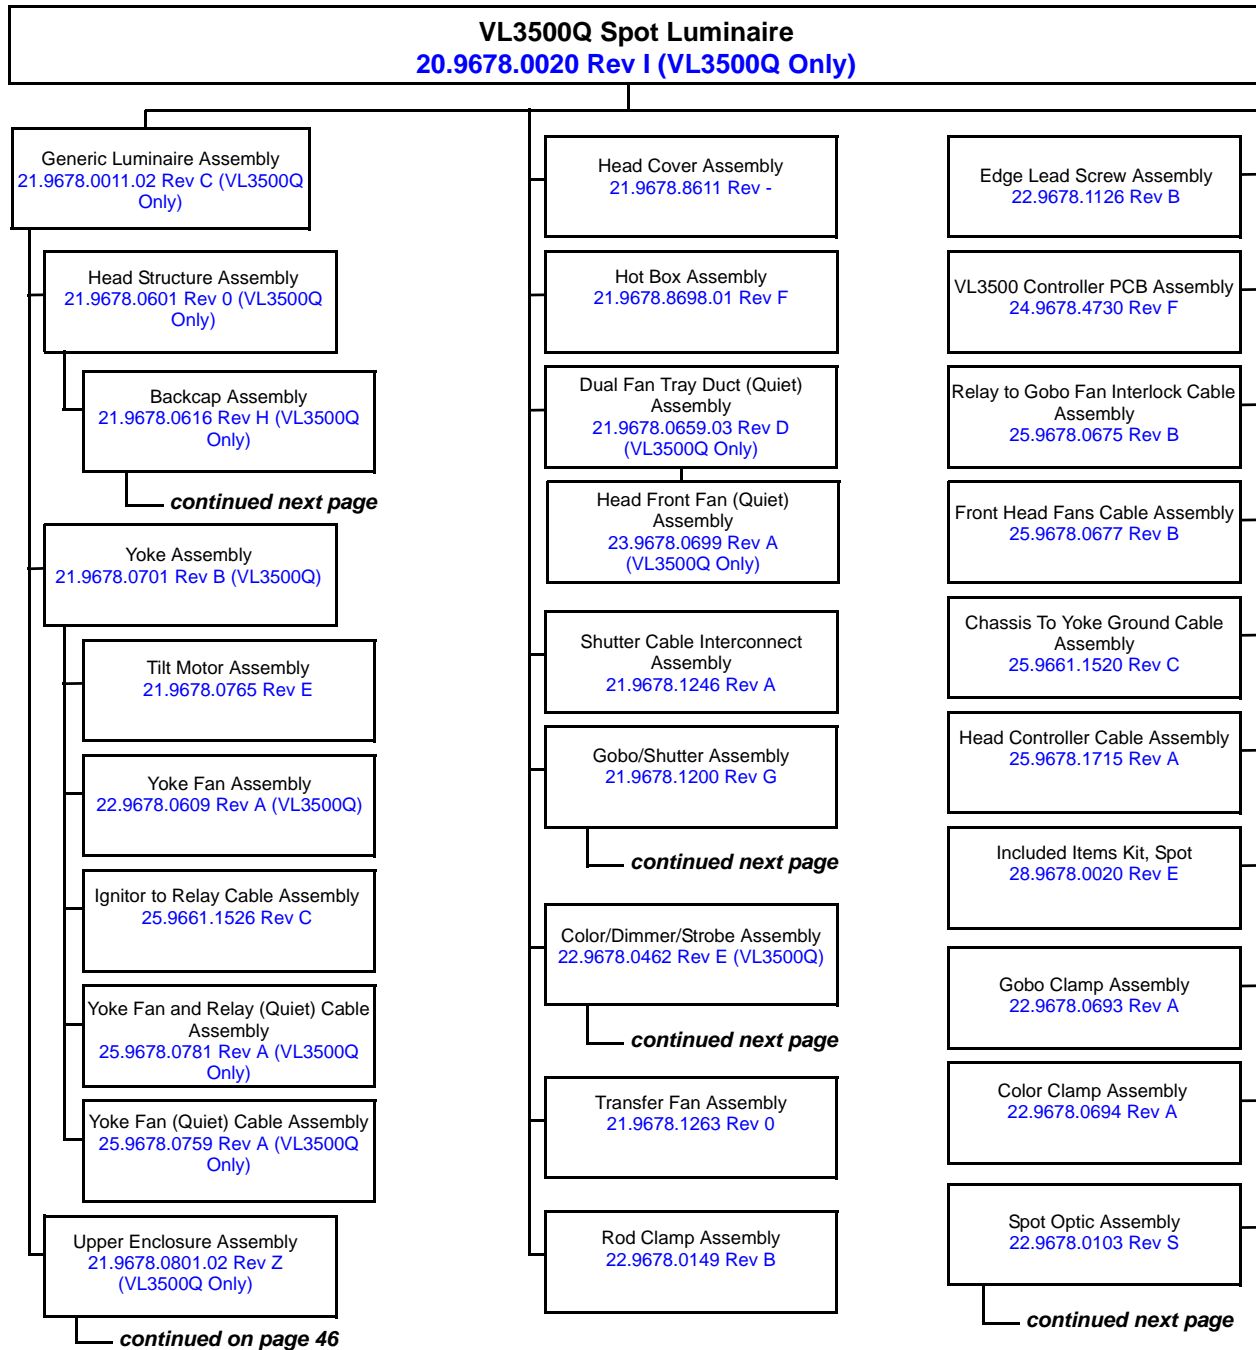 VL3500Q Spot Luminaire
20.9678.0020 Rev I (VL3500Q Only)
Generic Luminaire Assembly
21.9678.0011.02 Rev C (VL3500Q
Only)
Head Structure Assembly
21.9678.0601 Rev 0 (VL3500Q
Only)
Backcap Assembly
21.9678.0616 Rev H (VL3500Q
Only)
continued next page
Yoke Assembly
21.9678.0701 Rev B (VL3500Q)
Tilt Motor Assembly
21.9678.0765 Rev E
Yoke Fan Assembly
22.9678.0609 Rev A (VL3500Q)
Ignitor to Relay Cable Assembly
25.9661.1526 Rev C
Yoke Fan and Relay (Quiet) Cable
Assembly
25.9678.0781 Rev A (VL3500Q
Only)
Yoke Fan (Quiet) Cable Assembly
25.9678.0759 Rev A (VL3500Q
Only)
Upper Enclosure Assembly
21.9678.0801.02 Rev Z
(VL3500Q Only)
continued on page 46
Head Cover Assembly
21.9678.8611 Rev -
Hot Box Assembly
21.9678.8698.01 Rev F
Dual Fan Tray Duct (Quiet)
Assembly
21.9678.0659.03 Rev D
(VL3500Q Only)
Head Front Fan (Quiet)
Assembly
23.9678.0699 Rev A
(VL3500Q Only)
Shutter Cable Interconnect
Assembly
21.9678.1246 Rev A
Gobo/Shutter Assembly
21.9678.1200 Rev G
continued next page
Color/Dimmer/Strobe Assembly
22.9678.0462 Rev E (VL3500Q)
continued next page
Transfer Fan Assembly
21.9678.1263 Rev 0
Rod Clamp Assembly
22.9678.0149 Rev B
Edge Lead Screw Assembly
22.9678.1126 Rev B
VL3500 Controller PCB Assembly
24.9678.4730 Rev F
Relay to Gobo Fan Interlock Cable
Assembly
25.9678.0675 Rev B
Front Head Fans Cable Assembly
25.9678.0677 Rev B
Chassis To Yoke Ground Cable
Assembly
25.9661.1520 Rev C
Head Controller Cable Assembly
25.9678.1715 Rev A
Included Items Kit, Spot
28.9678.0020 Rev E
Gobo Clamp Assembly
22.9678.0693 Rev A
Color Clamp Assembly
22.9678.0694 Rev A
Spot Optic Assembly
22.9678.0103 Rev S
continued next page